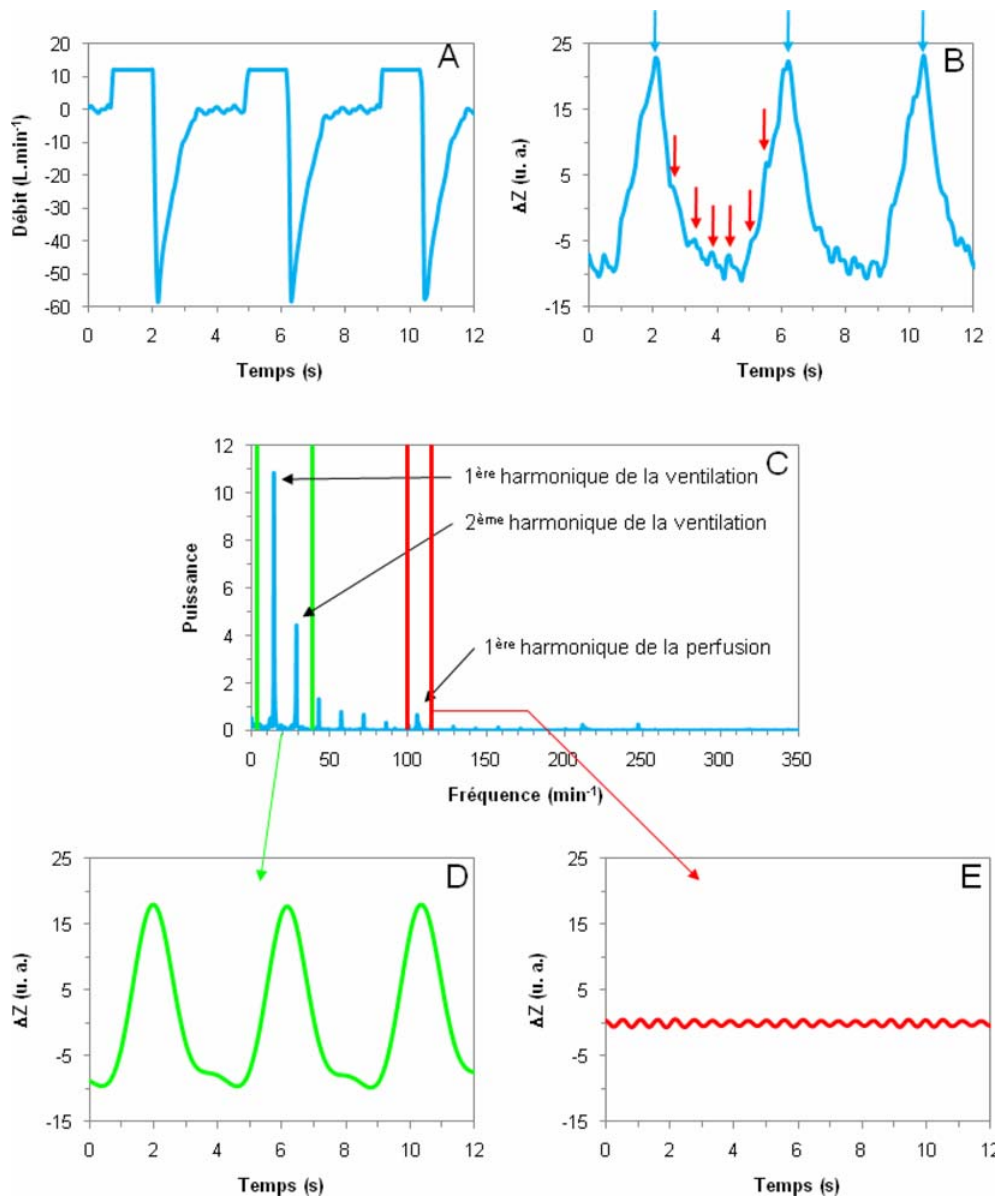 A
Débit (L.min⁻¹)
20
10
0
-10
-20
-30
-40
-50
-60
0 2 4 6 8 10 12
Temps (s)
B
ΔZ (u. a.)
25
15
5
-5
-15
0 2 4 6 8 10 12
Temps (s)
C
Puissance
12
10
8
6
4
2
0
1ère harmonique de la ventilation
2ème harmonique de la ventilation
1ère harmonique de la perfusion
0 50 100 150 200 250 300 350
Fréquence (min⁻¹)
D
ΔZ (u. a.)
25
15
5
-5
-15
0 2 4 6 8 10 12
Temps (s)
E
ΔZ (u. a.)
25
15
5
-5
-15
0 2 4 6 8 10 12
Temps (s)